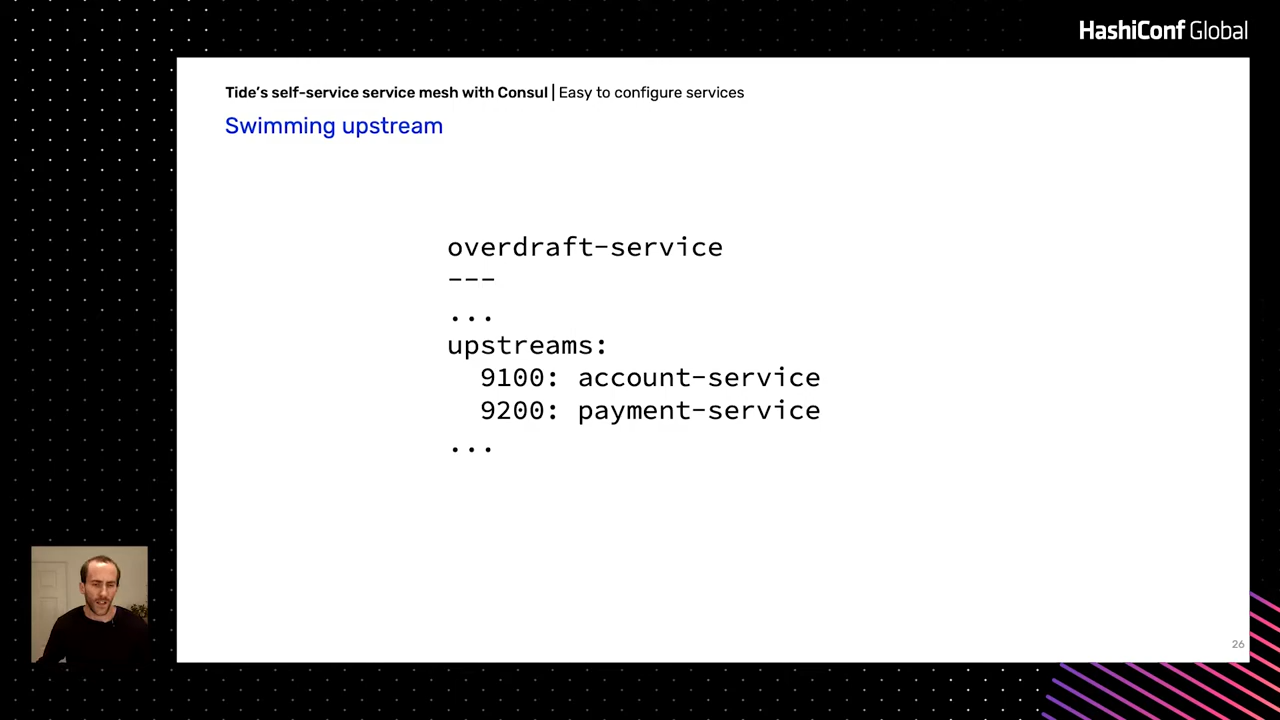 HashiConf Global
Tide's self-service service mesh with Consul | Easy to configure services
Swimming upstream
overdraft-service
---
...
upstreams:
9100: account-service
9200: payment-service
...
26